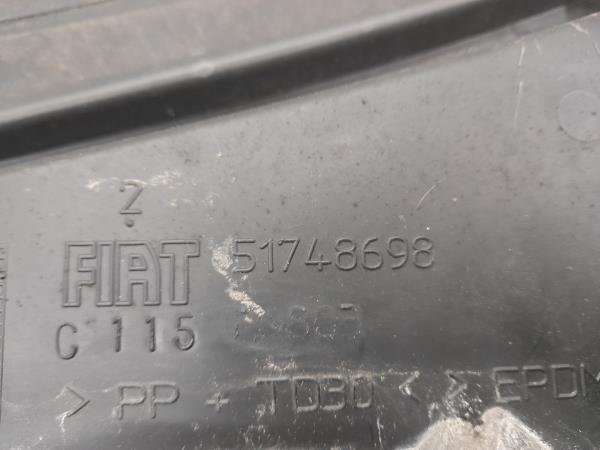 Z
FIAT 51748698
C 115
> PP + TD30 < > EPDM